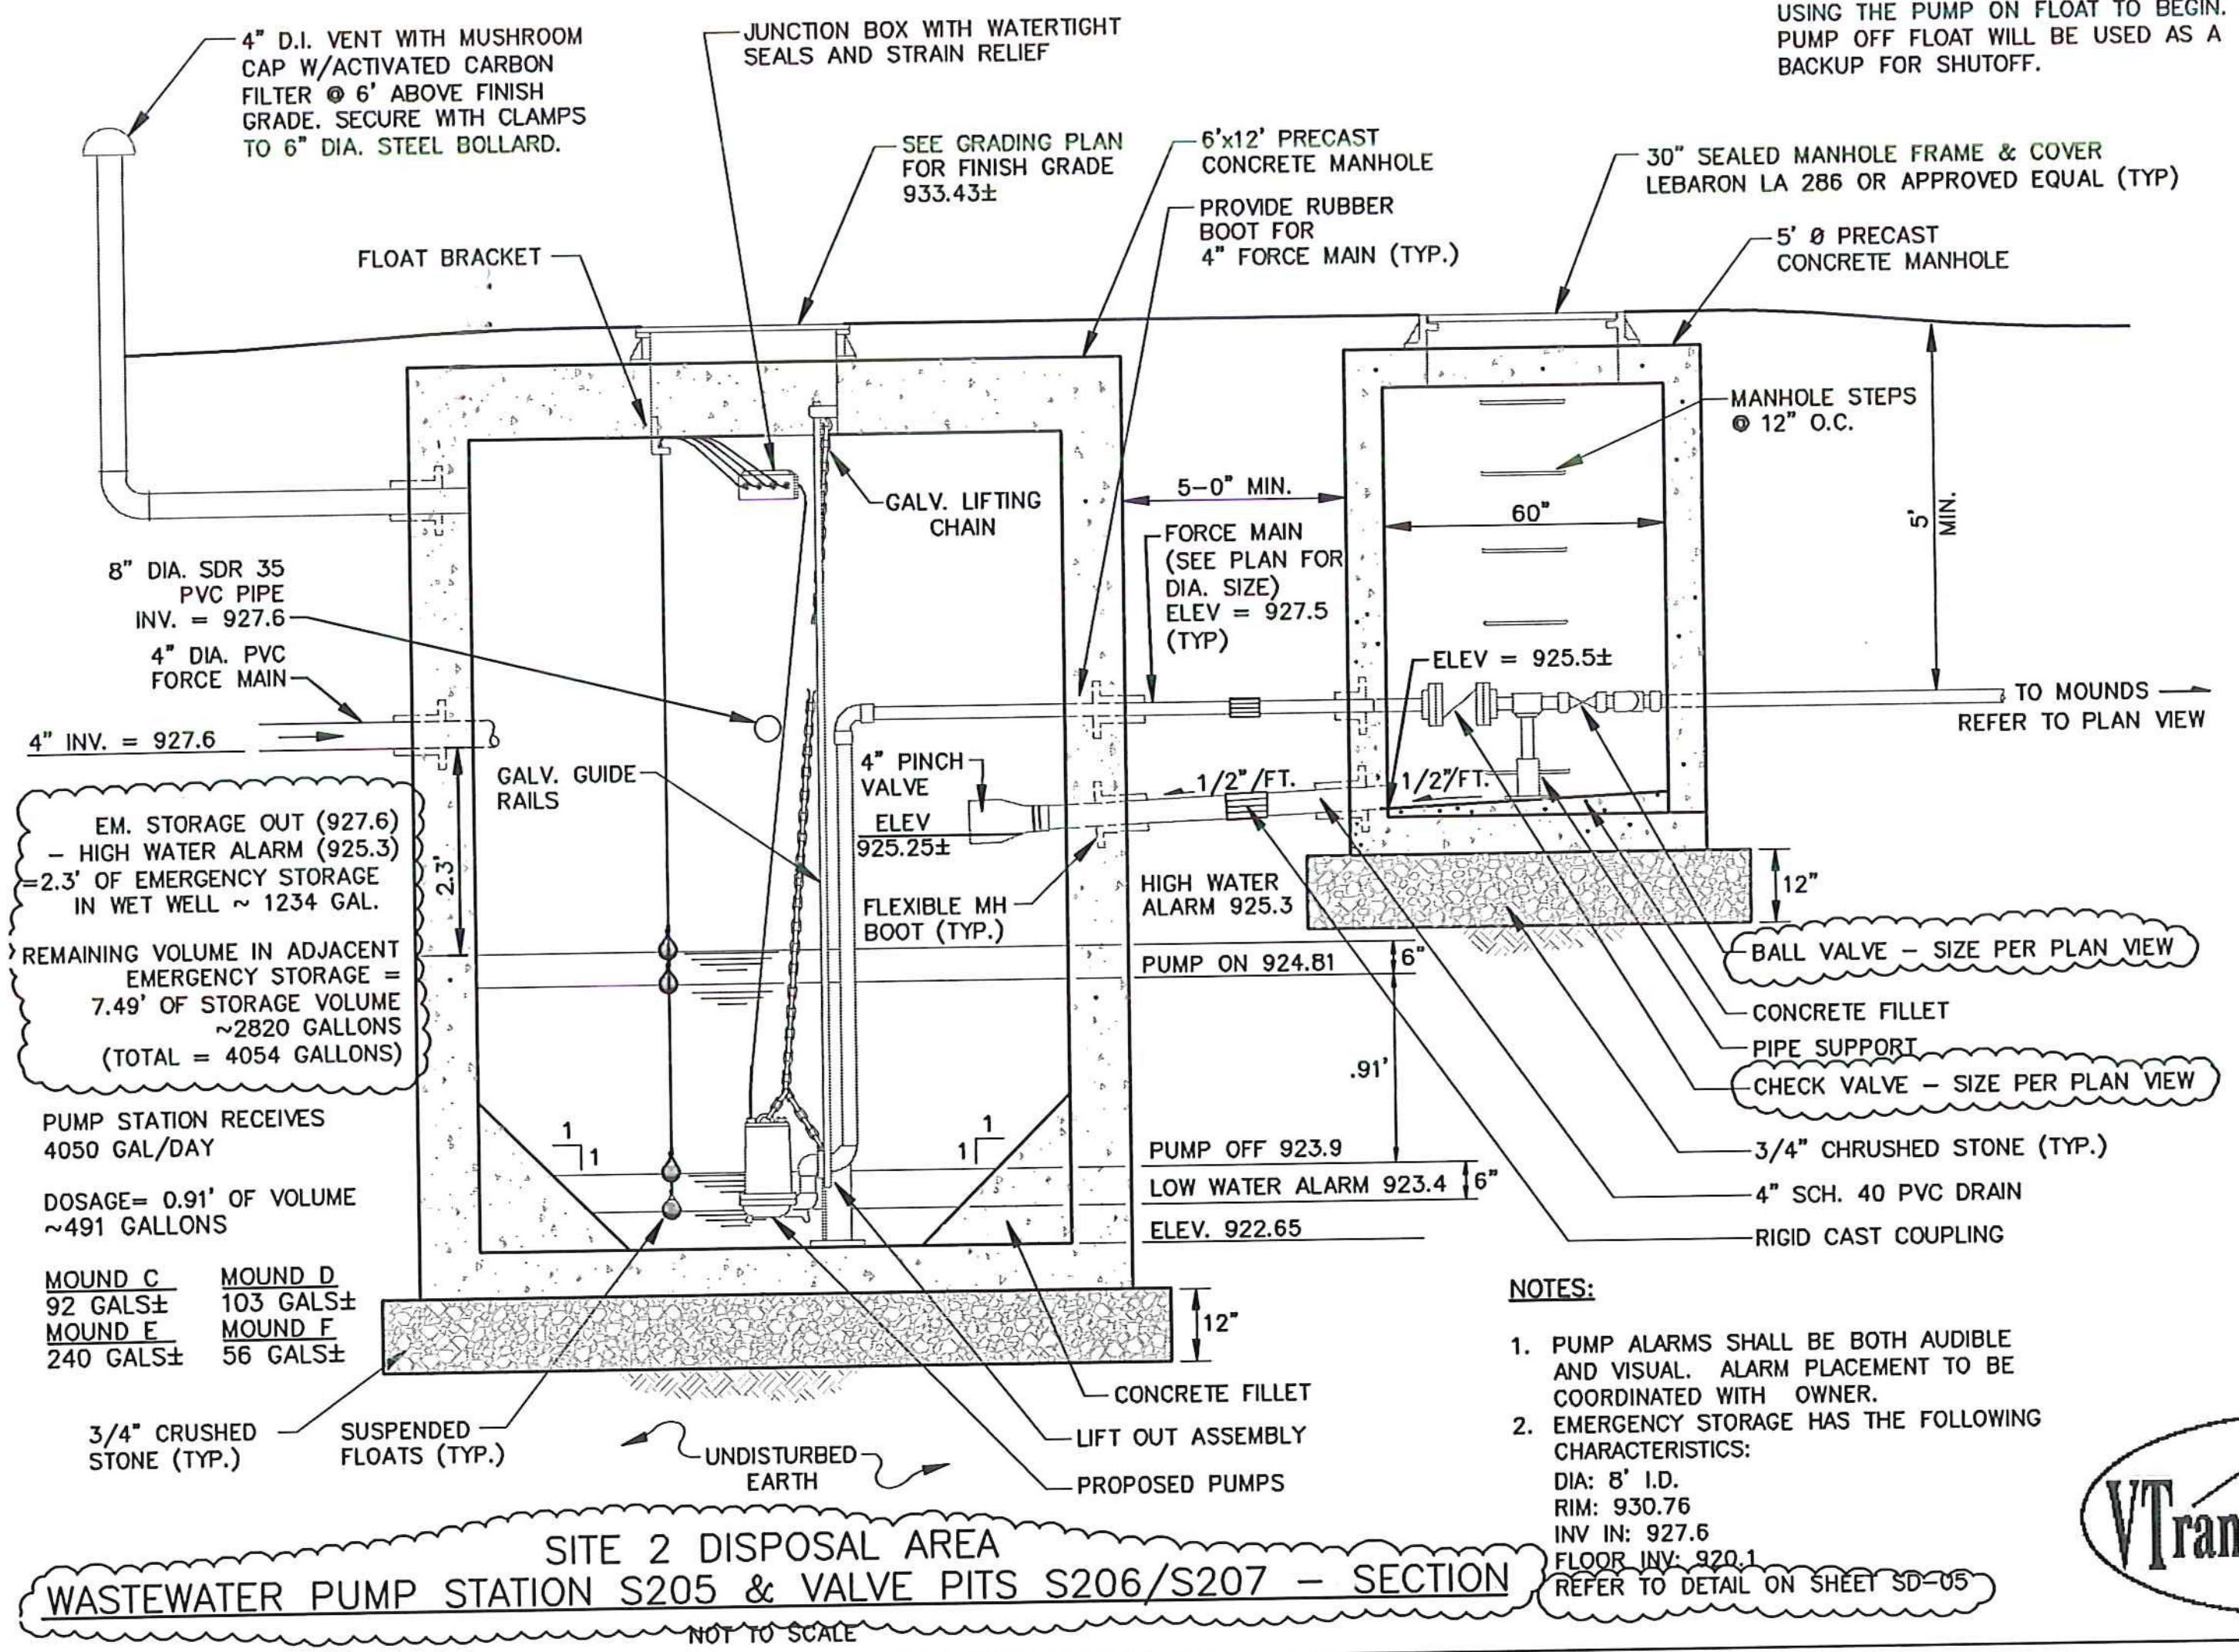 4" D.I. VENT WITH MUSHROOM
CAP W/ACTIVATED CARBON
FILTER @ 6' ABOVE FINISH
GRADE. SECURE WITH CLAMPS
TO 6" DIA. STEEL BOLLARD.
JUNCTION BOX WITH WATERTIGHT
SEALS AND STRAIN RELIEF
USING THE PUMP ON FLOAT TO BEGIN.
PUMP OFF FLOAT WILL BE USED AS A
BACKUP FOR SHUTOFF.
SEE GRADING PLAN
FOR FINISH GRADE
933.43±
6'x12' PRECAST
CONCRETE MANHOLE
PROVIDE RUBBER
BOOT FOR
4" FORCE MAIN (TYP.)
30" SEALED MANHOLE FRAME & COVER
LEBARON LA 286 OR APPROVED EQUAL (TYP)
5' Ø PRECAST
CONCRETE MANHOLE
FLOAT BRACKET
MANHOLE STEPS
@ 12" O.C.
GALV. LIFTING
CHAIN
5-0" MIN.
60"
5'
MIN.
FORCE MAIN
(SEE PLAN FOR
DIA. SIZE)
ELEV = 927.5
(TYP)
8" DIA. SDR 35
PVC PIPE
INV. = 927.6
4" DIA. PVC
FORCE MAIN
4" INV. = 927.6
ELEV = 925.5±
TO MOUNDS
REFER TO PLAN VIEW
GALV. GUIDE
RAILS
4" PINCH
VALVE
ELEV
925.25±
1/2"/FT.
1/2"/FT.
EM. STORAGE OUT (927.6)
- HIGH WATER ALARM (925.3)
=2.3' OF EMERGENCY STORAGE
IN WET WELL ~ 1234 GAL.
2.3'
REMAINING VOLUME IN ADJACENT
EMERGENCY STORAGE =
7.49' OF STORAGE VOLUME
~2820 GALLONS
(TOTAL = 4054 GALLONS)
FLEXIBLE MH
BOOT (TYP.)
HIGH WATER
ALARM 925.3
12"
PUMP ON 924.81
6"
BALL VALVE - SIZE PER PLAN VIEW
CONCRETE FILLET
PIPE SUPPORT
CHECK VALVE - SIZE PER PLAN VIEW
.91'
PUMP STATION RECEIVES
4050 GAL/DAY
1
1
1
1
PUMP OFF 923.9
LOW WATER ALARM 923.4
6"
ELEV. 922.65
3/4" CHRUSHED STONE (TYP.)
4" SCH. 40 PVC DRAIN
RIGID CAST COUPLING
DOSAGE= 0.91' OF VOLUME
~491 GALLONS
MOUND C MOUND D
92 GALS± 103 GALS±
MOUND E MOUND F
240 GALS± 56 GALS±
12"
3/4" CRUSHED
STONE (TYP.)
SUSPENDED
FLOATS (TYP.)
UNDISTURBED
EARTH
CONCRETE FILLET
LIFT OUT ASSEMBLY
PROPOSED PUMPS
NOTES:
1. PUMP ALARMS SHALL BE BOTH AUDIBLE
AND VISUAL. ALARM PLACEMENT TO BE
COORDINATED WITH OWNER.
2. EMERGENCY STORAGE HAS THE FOLLOWING
CHARACTERISTICS:
DIA: 8' I.D.
RIM: 930.76
INV IN: 927.6
FLOOR INV: 920.1
REFER TO DETAIL ON SHEET SD-05
SITE 2 DISPOSAL AREA
WASTEWATER PUMP STATION S205 & VALVE PITS S206/S207 - SECTION
NOT TO SCALE
VTran